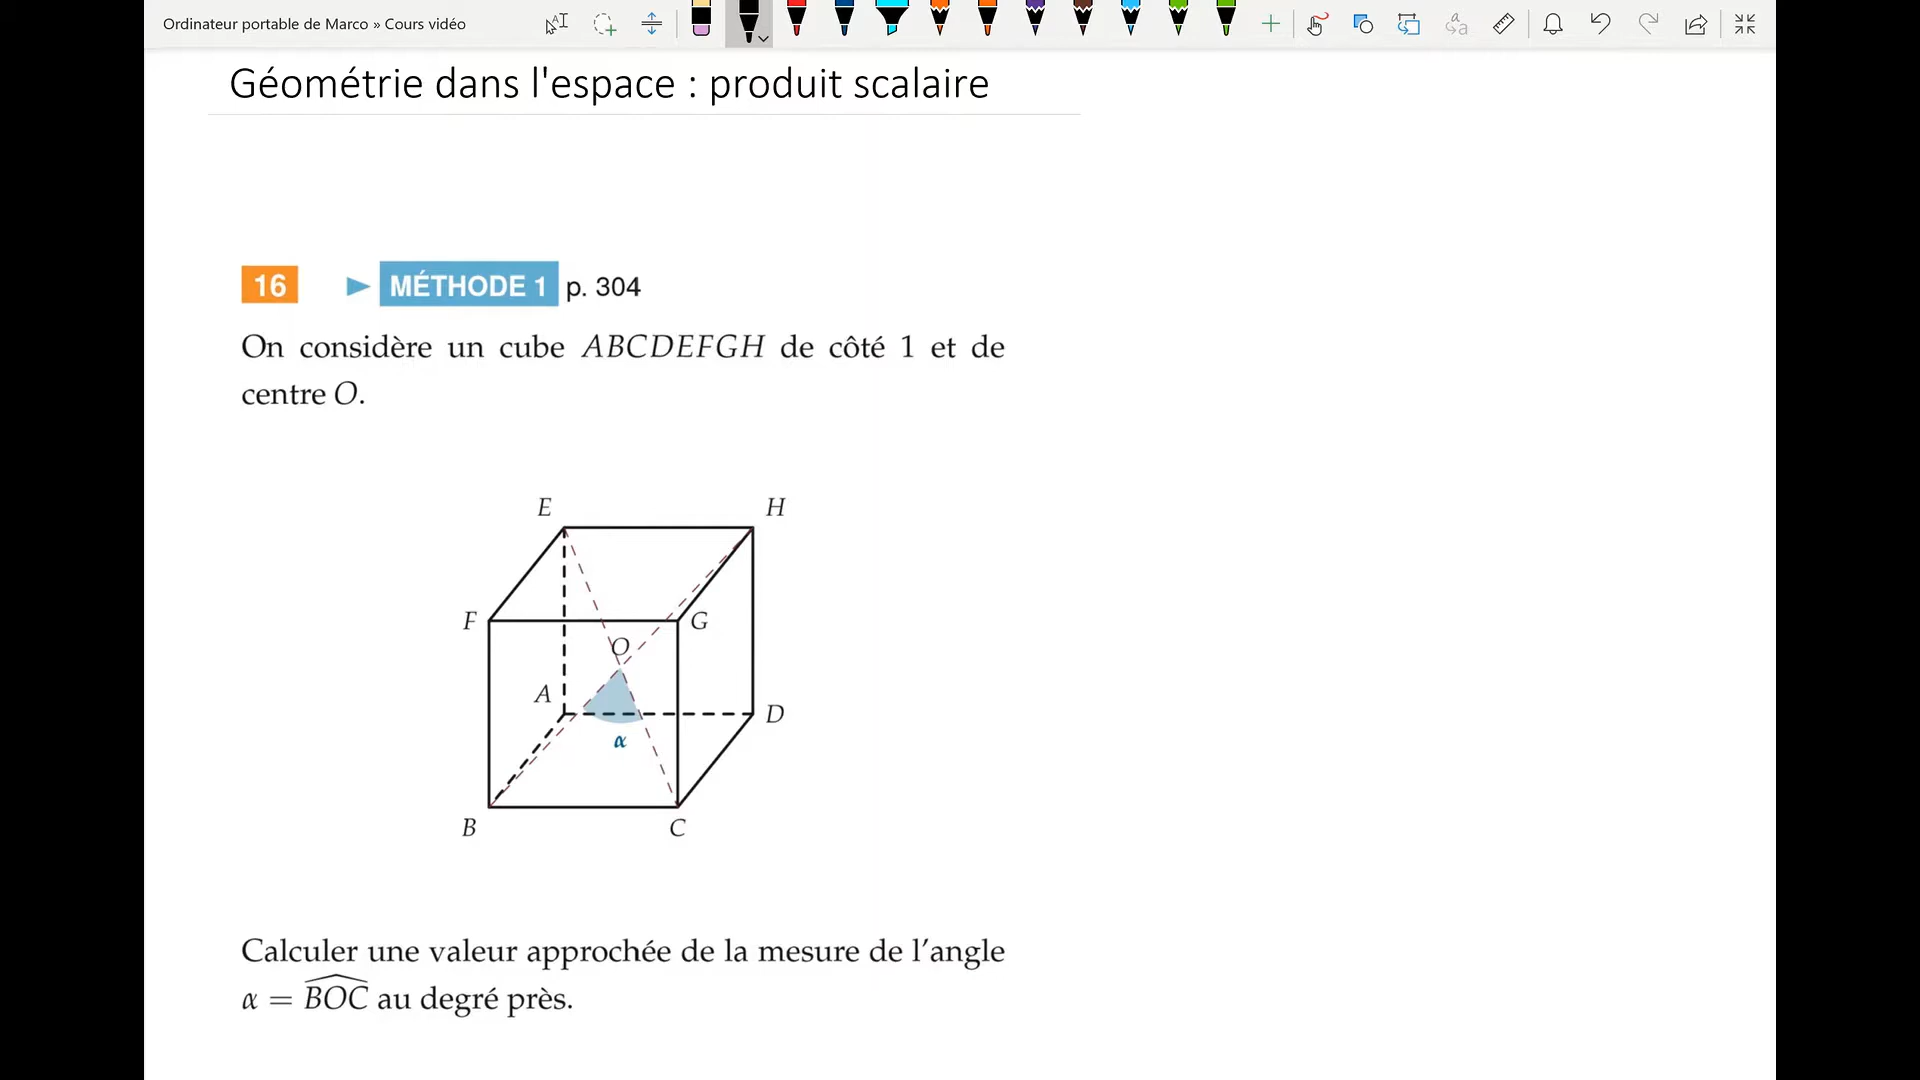 Ordinateur portable de Marco » Cours vidéo
Géométrie dans l'espace : produit scalaire
16 ► MÉTHODE 1 p. 304
On considère un cube ABCDEFGH de côté 1 et de
centre O.
E H
F G
O
A D
α
B C
Calculer une valeur approchée de la mesure de l'angle
α = \widehat{BOC} au degré près.